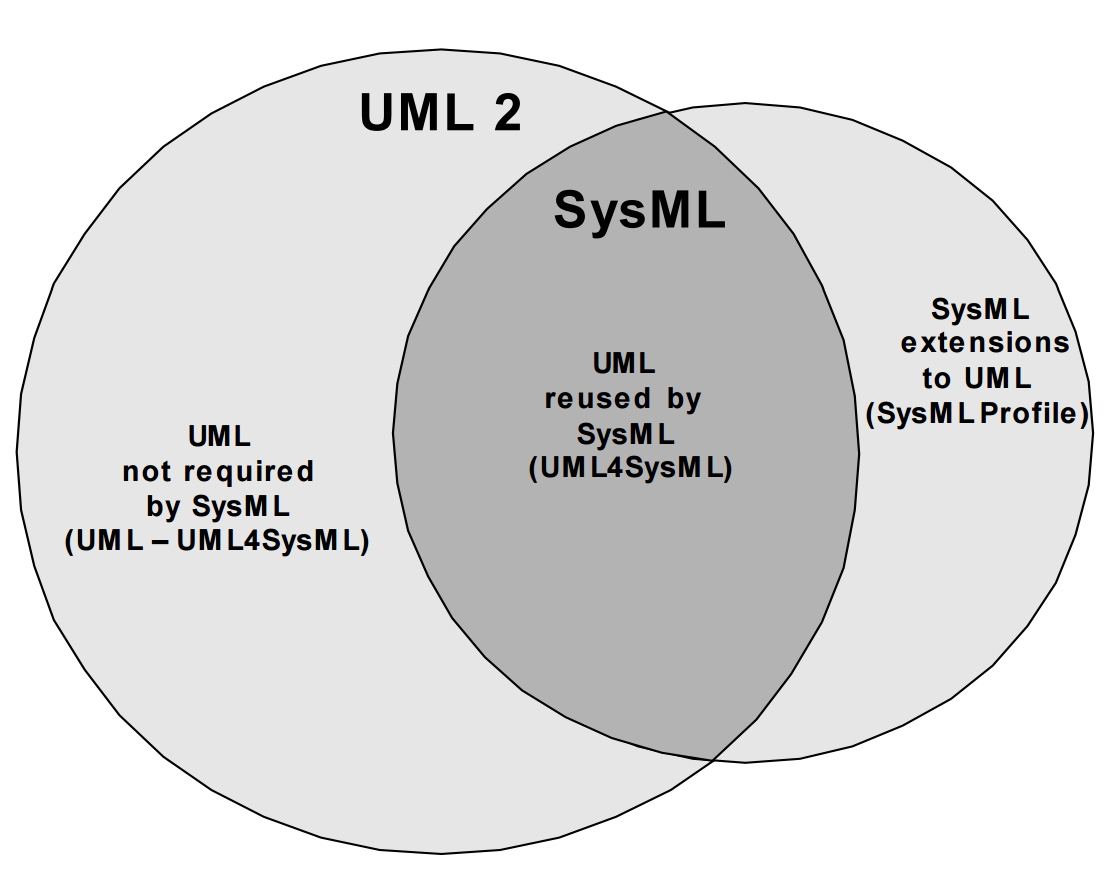 UML 2
SysML
UML
not required
by SysML
(UML – UML4SysML)
UML
reused by
SysML
(UML4SysML)
SysML
extensions
to UML
(SysML Profile)